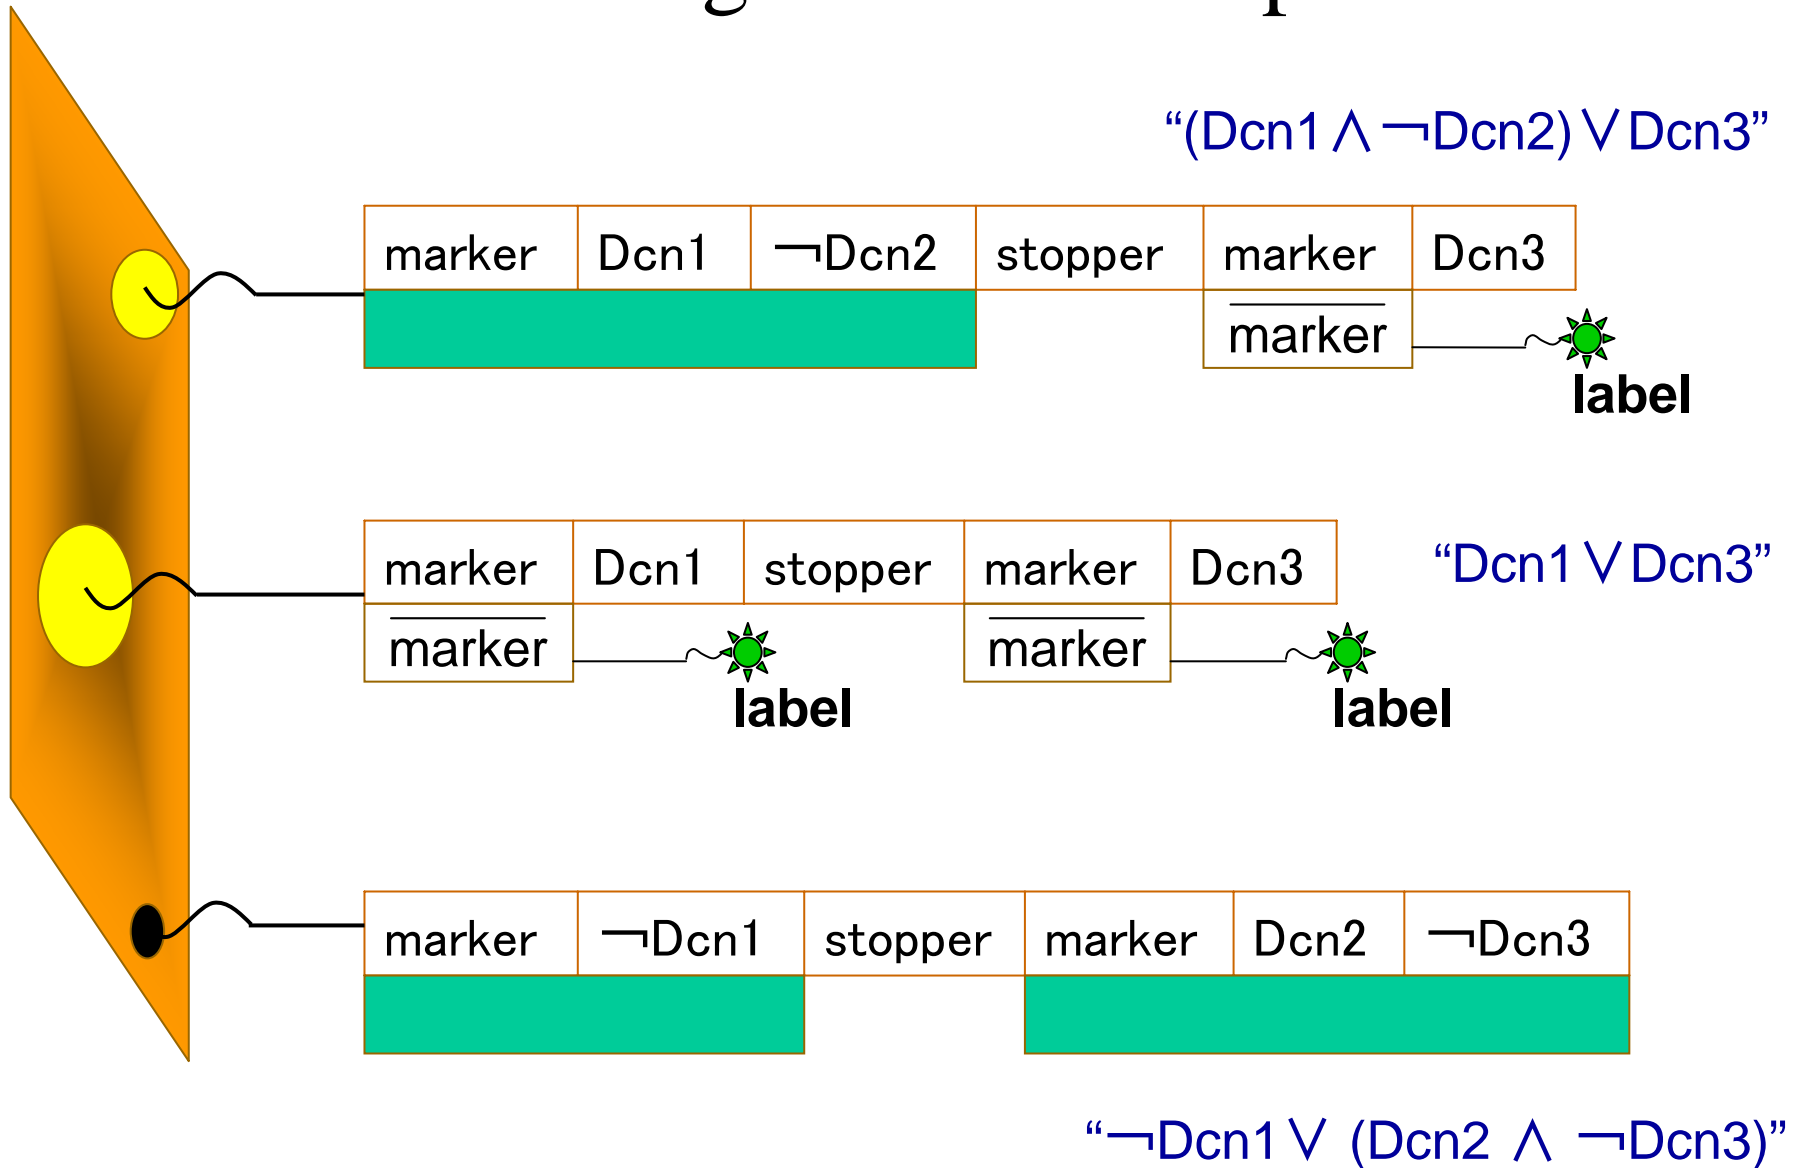 “(Dcn1∧¬Dcn2)∨Dcn3”
marker Dcn1 ¬Dcn2 stopper marker Dcn3
marker
label
marker Dcn1 stopper marker Dcn3 “Dcn1∨Dcn3”
marker marker
label label
marker ¬Dcn1 stopper marker Dcn2 ¬Dcn3
“¬Dcn1∨ (Dcn2 ∧ ¬Dcn3)”